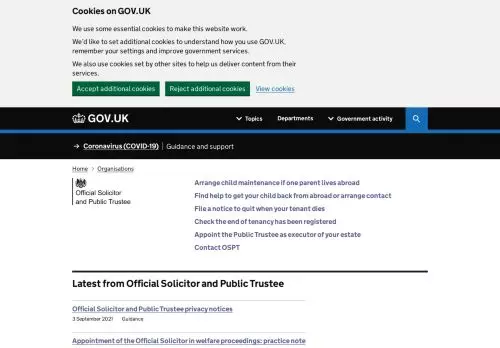 Cookies on GOV.UK
We use some essential cookies to make this website work.
We'd like to set additional cookies to understand how you use GOV.UK,
remember your settings and improve government services.
We also use cookies set by other sites to help us deliver content from their
services.
Accept additional cookies Reject additional cookies View cookies
GOV.UK Topics Departments Government activity
→ Coronavirus (COVID-19) Guidance and support
Home > Organisations
Official Solicitor
and Public Trustee
Arrange child maintenance if one parent lives abroad
Find help to get your child back from abroad or arrange contact
File a notice to quit when your tenant dies
Check the end of tenancy has been registered
Appoint the Public Trustee as executor of your estate
Contact OSPT
Latest from Official Solicitor and Public Trustee
Official Solicitor and Public Trustee privacy notices
3 September 2021 Guidance
Appointment of the Official Solicitor in welfare proceedings: practice note